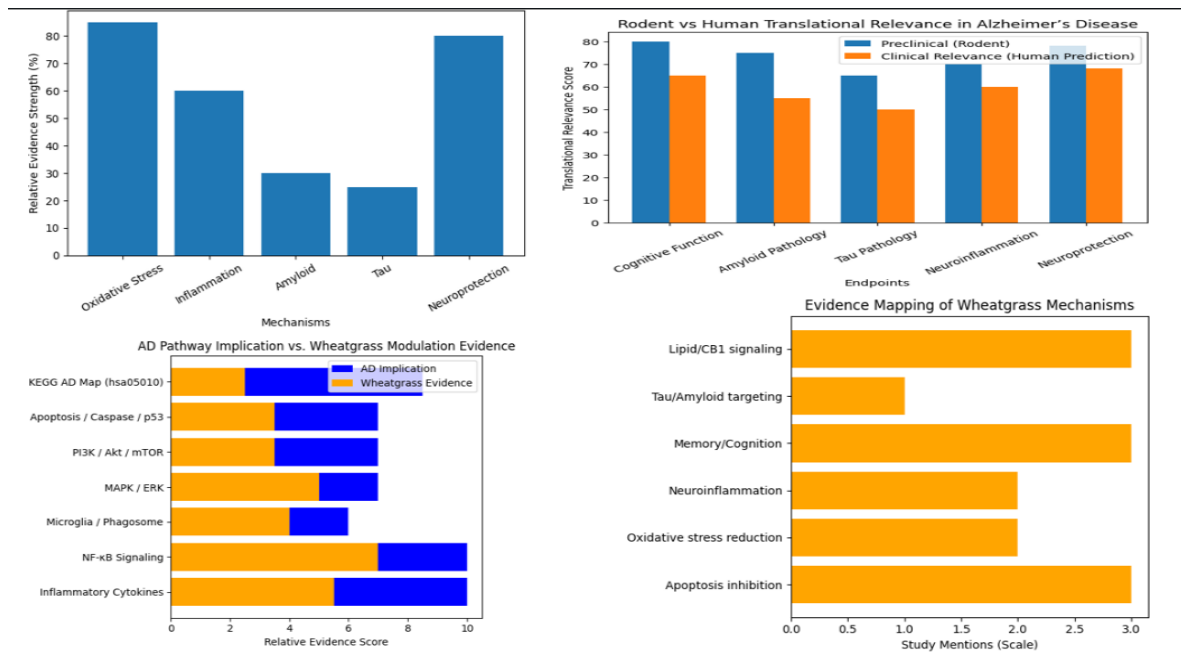 Relative Evidence Strength (%)
80
70
60
50
40
30
20
10
0
Oxidative Stress
Inflammation
Amyloid
Tau
Neuroprotection
Mechanisms
Rodent vs Human Translational Relevance in Alzheimer's Disease
Preclinical (Rodent)
Clinical Relevance (Human Prediction)
Translational Relevance Score
80
70
60
50
40
30
20
10
0
Cognitive Function
Amyloid Pathology
Tau Pathology
Neuroinflammation
Neuroprotection
Endpoints
AD Pathway Implication vs. Wheatgrass Modulation Evidence
AD Implication
Wheatgrass Evidence
KEGG AD Map (hsa05010)
Apoptosis / Caspase / p53
PI3K / Akt / mTOR
MAPK / ERK
Microglia / Phagosome
NF-κB Signaling
Inflammatory Cytokines
0 2 4 6 8 10
Relative Evidence Score
Evidence Mapping of Wheatgrass Mechanisms
Lipid/CB1 signaling
Tau/Amyloid targeting
Memory/Cognition
Neuroinflammation
Oxidative stress reduction
Apoptosis inhibition
0.0 0.5 1.0 1.5 2.0 2.5 3.0
Study Mentions (Scale)